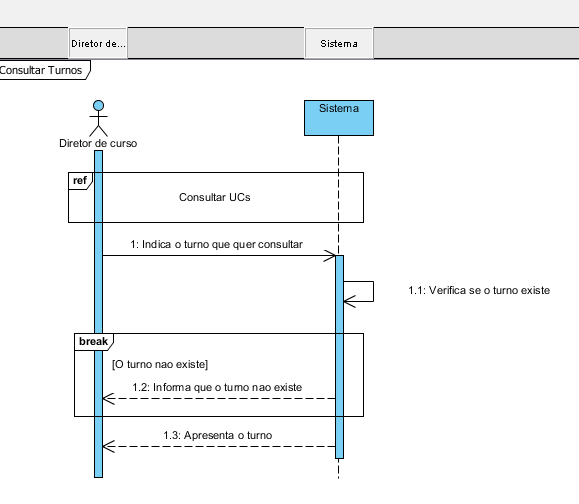 Diretor de...
Sistema
Consultar Turnos
Sistema
Diretor de curso
ref
Consultar UCs
1: Indica o turno que quer consultar
1.1: Verifica se o turno existe
break
[O turno nao existe]
1.2: Informa que o turno nao existe
1.3: Apresenta o turno